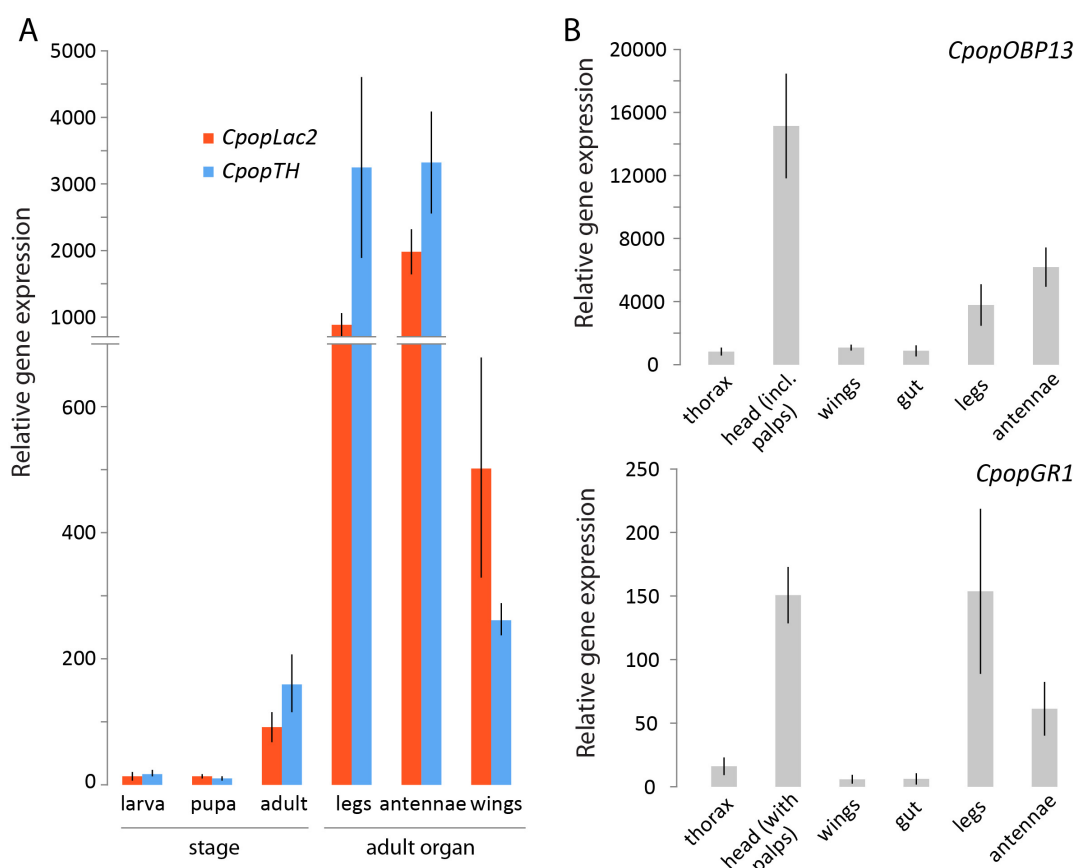 A
Relative gene expression
5000
4000
3000
2000
1000
600
400
200
0
CpopLac2
CpopTH
larva pupa adult legs antennae wings
stage adult organ
B
CpopOBP13
Relative gene expression
20000
16000
12000
8000
4000
0
thorax
head (incl.
palps)
wings
gut
legs
antennae
CpopGR1
Relative gene expression
250
200
150
100
50
0
thorax
head (with
palps)
wings
gut
legs
antennae